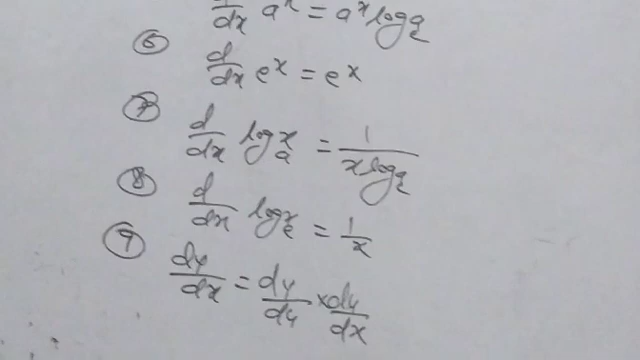 d/dx a^x = a^x log_e^a
⑥ d/dx e^x = e^x
⑦ d/dx log_a^x = 1/(x log_e^a)
⑧ d/dx log_e^x = 1/x
⑨ dy/dx = dy/du × du/dx